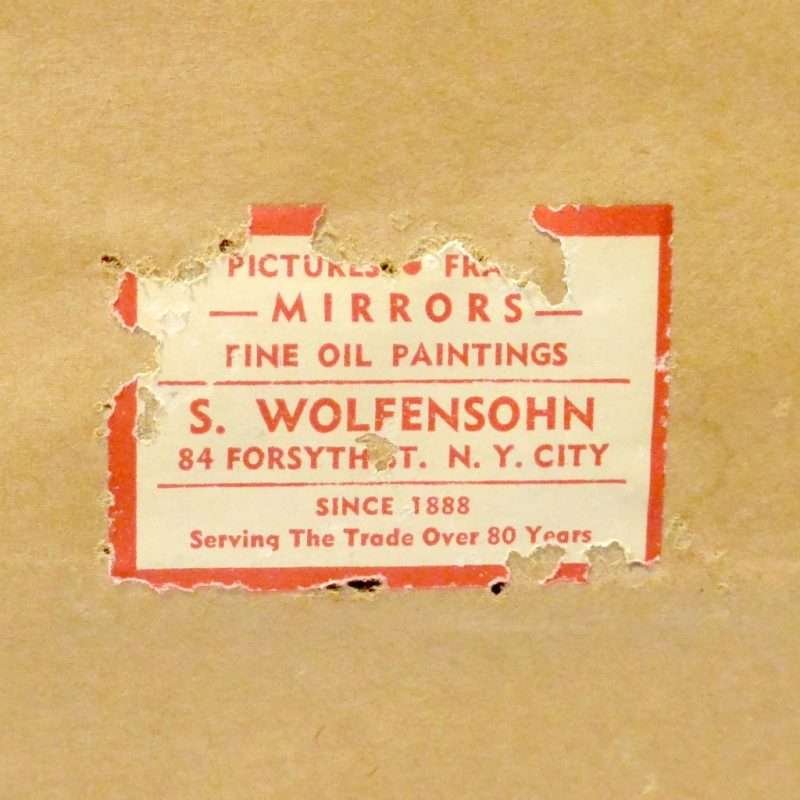 PICTURES • FRA
— MIRRORS —
FINE OIL PAINTINGS
S. WOLFENSOHN
84 FORSYTH ST. N. Y. CITY
SINCE 1888
Serving The Trade Over 80 Years